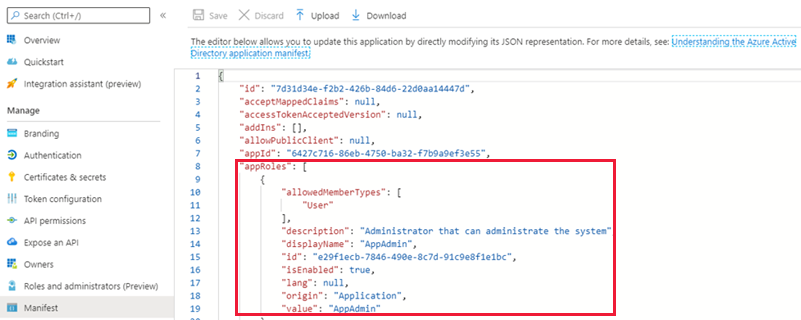 Search (Ctrl+/)
«
Overview
Quickstart
Integration assistant (preview)
Manage
Branding
Authentication
Certificates & secrets
Token configuration
API permissions
Expose an API
Owners
Roles and administrators (Preview)
Manifest
Save Discard Upload Download
The editor below allows you to update this application by directly modifying its JSON representation. For more details, see: Understanding the Azure Active
Directory application manifest.
1 {
2 "id": "7d31d34e-f2b2-426b-84d6-22d0aa14447d",
3 "acceptMappedClaims": null,
4 "accessTokenAcceptedVersion": null,
5 "addIns": [],
6 "allowPublicClient": null,
7 "appId": "6427c716-86eb-4750-ba32-f7b9a9ef3e55",
8 "appRoles": [
9 {
10 "allowedMemberTypes": [
11 "User"
12 ],
13 "description": "Administrator that can administrate the system"
14 "displayName": "AppAdmin",
15 "id": "e29f1ecb-7846-490e-8c7d-91c9e8f1e1bc",
16 "isEnabled": true,
17 "lang": null,
18 "origin": "Application",
19 "value": "AppAdmin"